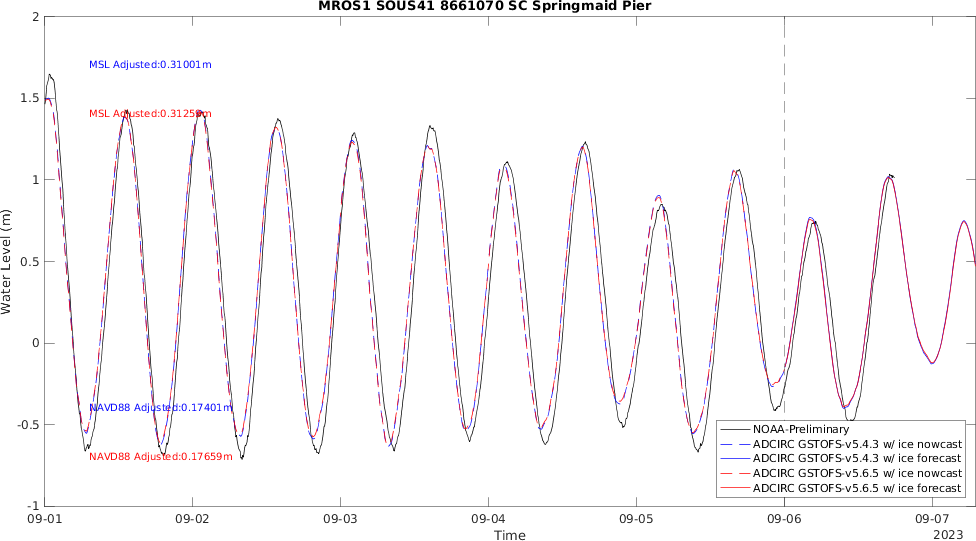 MROS1 SOUS41 8661070 SC Springmaid Pier
2
1.5
1
0.5
0
-0.5
-1
Water Level (m)
MSL Adjusted:0.31001m
MSL Adjusted:0.31259m
NAVD88 Adjusted:0.17401m
NAVD88 Adjusted:0.17659m
NOAA-Preliminary
ADCIRC GSTOFS-v5.4.3 w/ ice nowcast
ADCIRC GSTOFS-v5.4.3 w/ ice forecast
ADCIRC GSTOFS-v5.6.5 w/ ice nowcast
ADCIRC GSTOFS-v5.6.5 w/ ice forecast
09-01 09-02 09-03 09-04 09-05 09-06 09-07
Time
2023